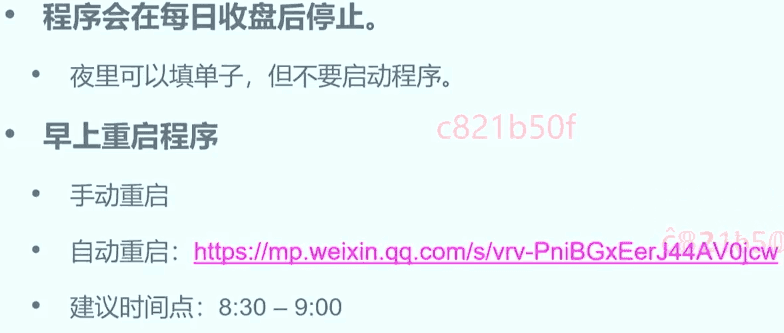 • 程序会在每日收盘后停止。
• 夜里可以填单子，但不要启动程序。
• 早上重启程序
c821b50f
• 手动重启
• 自动重启：https://mp.weixin.qq.com/s/vrv-PniBGxEerJ44AV0jcw
• 建议时间点：8:30 – 9:00